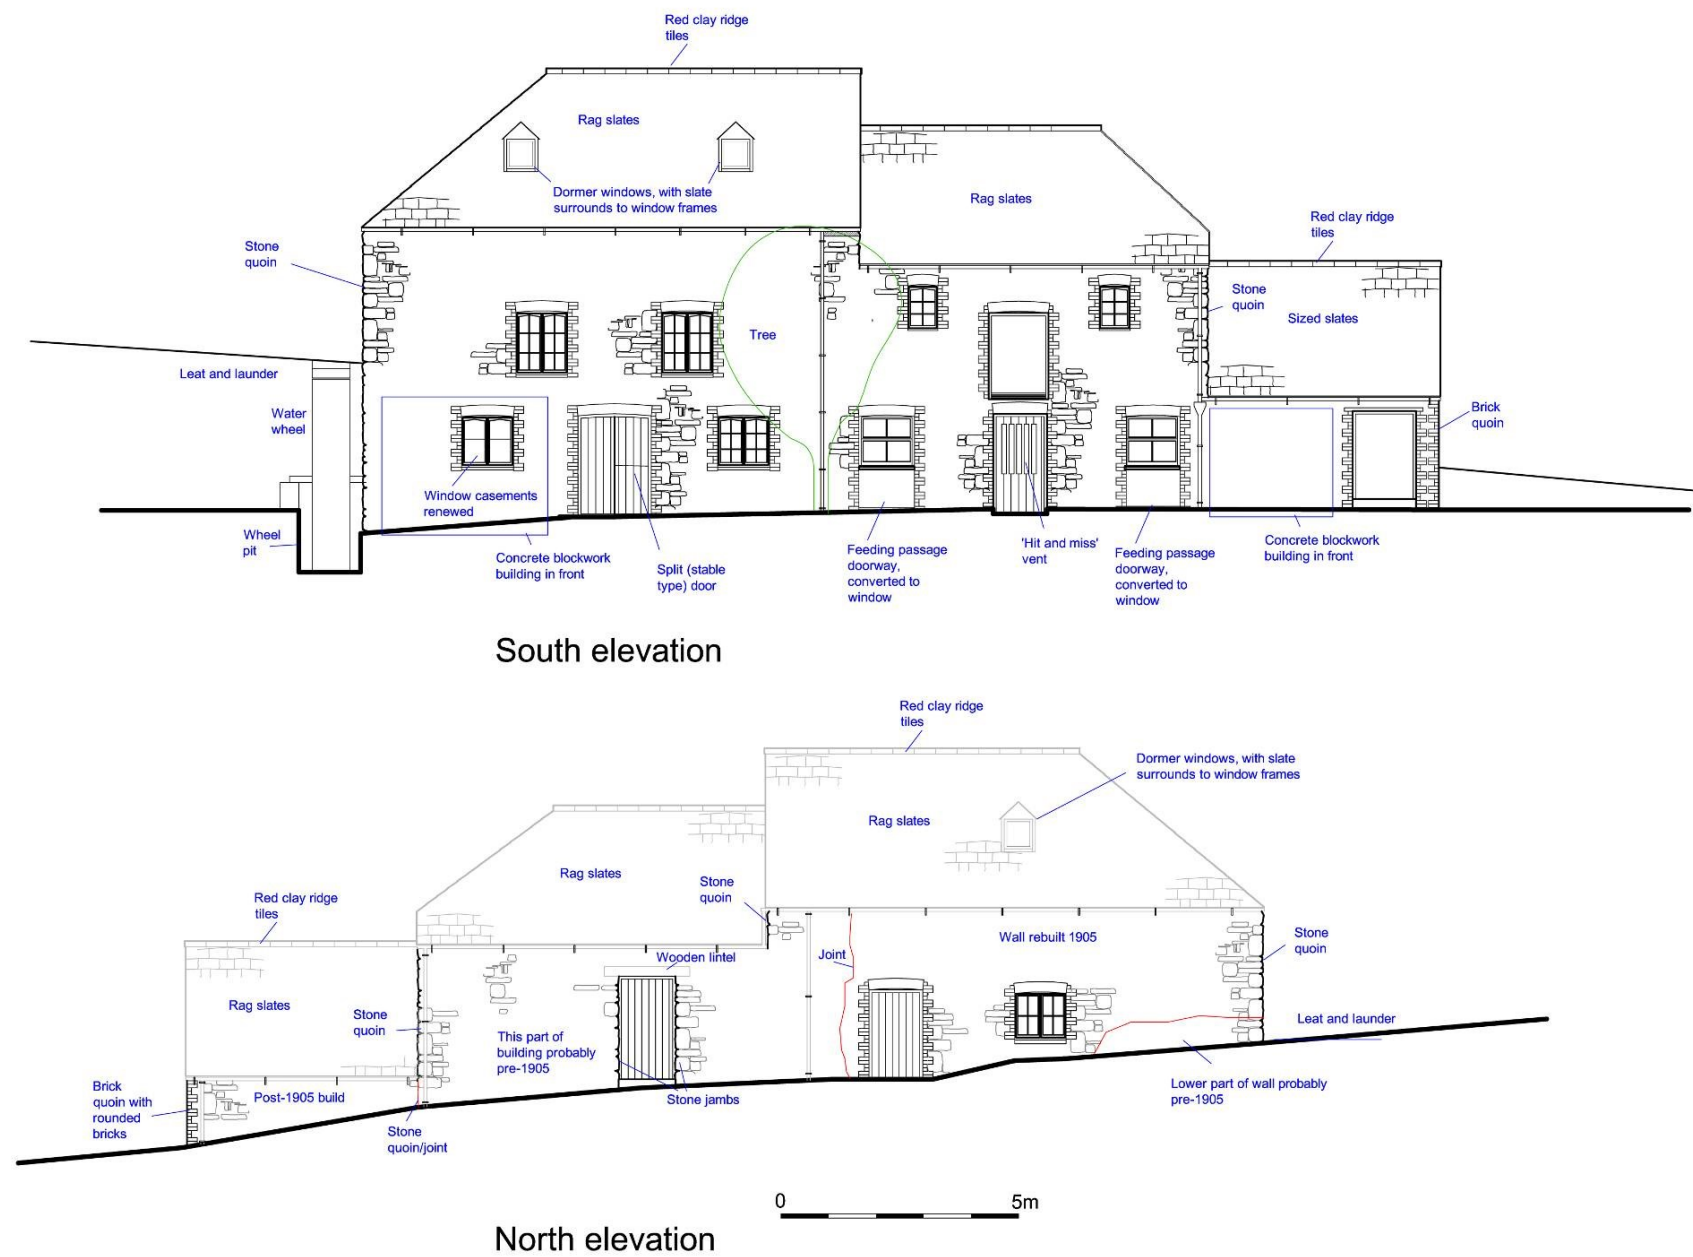 Red clay ridge
tiles
Rag slates
Dormer windows, with slate
surrounds to window frames
Rag slates
Red clay ridge
tiles
Stone
quoin
Stone
quoin
Sized slates
Tree
Leat and launder
Water
wheel
Brick
quoin
Window casements
renewed
Wheel
pit
Concrete blockwork
building in front
Split (stable
type) door
Feeding passage
doorway,
converted to
window
'Hit and miss'
vent
Feeding passage
doorway,
converted to
window
Concrete blockwork
building in front
South elevation
Red clay ridge
tiles
Dormer windows, with slate
surrounds to window frames
Rag slates
Rag slates
Stone
quoin
Red clay ridge
tiles
Wall rebuilt 1905
Stone
quoin
Joint
Wooden lintel
Rag slates
Stone
quoin
Leat and launder
This part of
building probably
pre-1905
Brick
quoin with
rounded
bricks
Post-1905 build
Stone jambs
Lower part of wall probably
pre-1905
Stone
quoin/joint
0 5m
North elevation